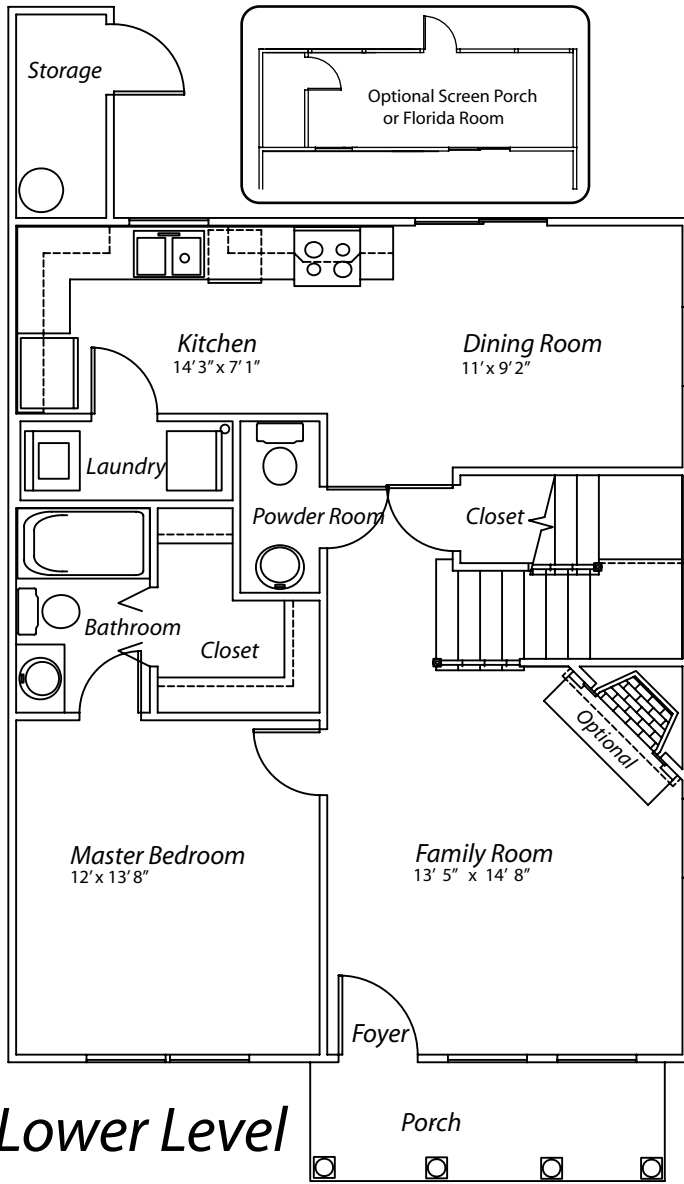 Storage
Optional Screen Porch
or Florida Room
Kitchen
14' 3" x 7' 1"
Dining Room
11' x 9' 2"
Laundry
Powder Room
Closet
Bathroom
Closet
Optional
Master Bedroom
12' x 13' 8"
Family Room
13' 5" x 14' 8"
Foyer
Lower Level
Porch